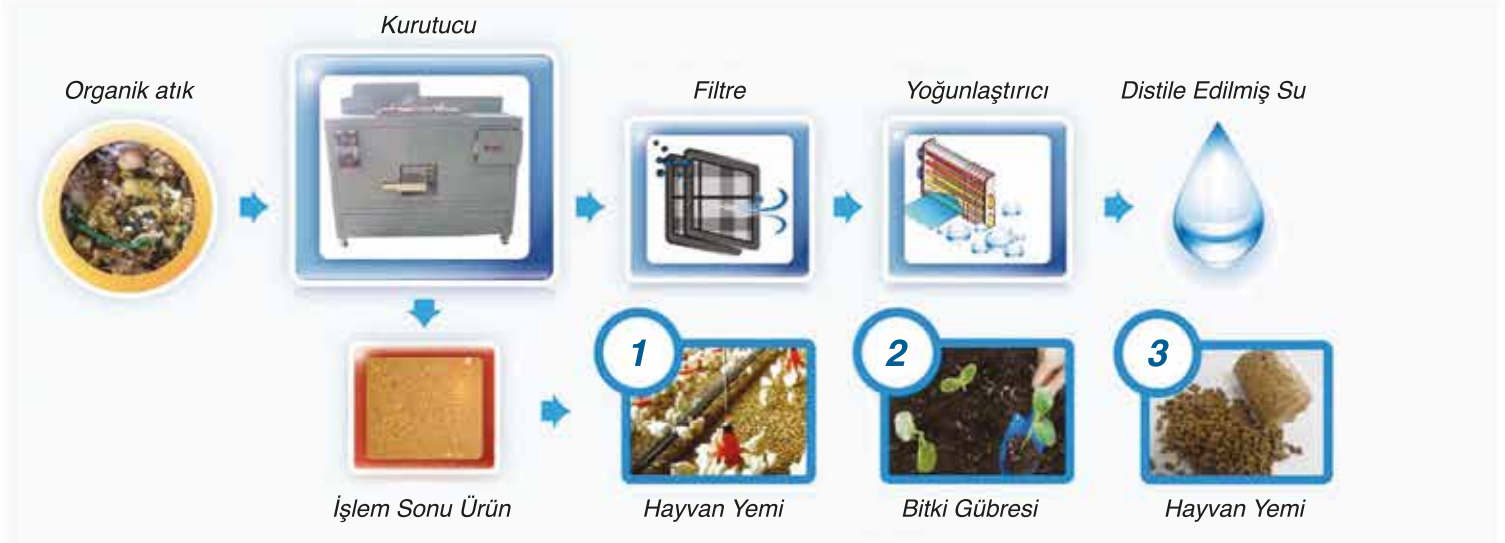 Kurutucu
Organik atık
Filtre
Yoğunlaştırıcı
Distile Edilmiş Su
1
2
3
İşlem Sonu Ürün
Hayvan Yemi
Bitki Gübresi
Hayvan Yemi